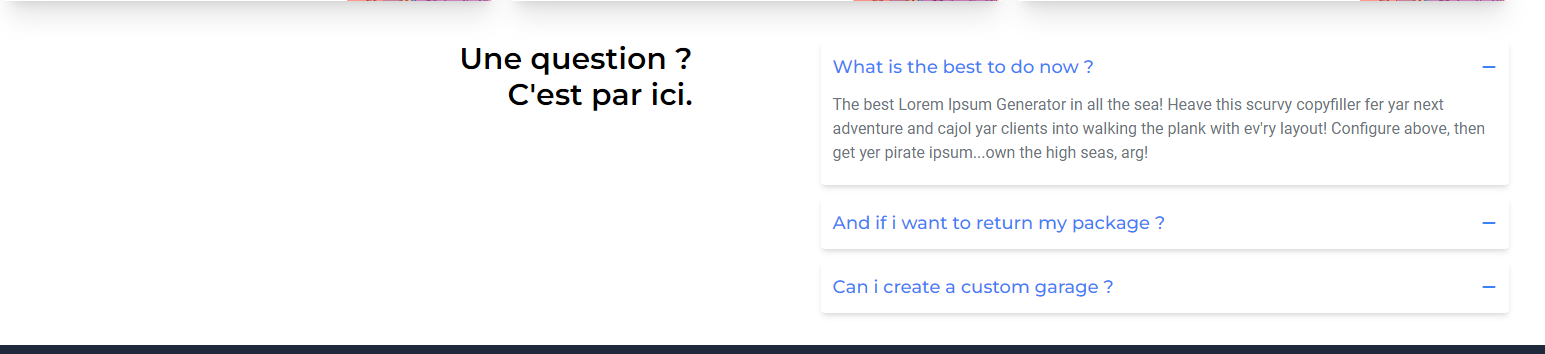 Une question ?
C'est par ici.
What is the best to do now ?
The best Lorem Ipsum Generator in all the sea! Heave this scurvy copyfiller fer yar next
adventure and cajol yar clients into walking the plank with ev'ry layout! Configure above, then
get yer pirate ipsum...own the high seas, arg!
And if i want to return my package ?
Can i create a custom garage ?